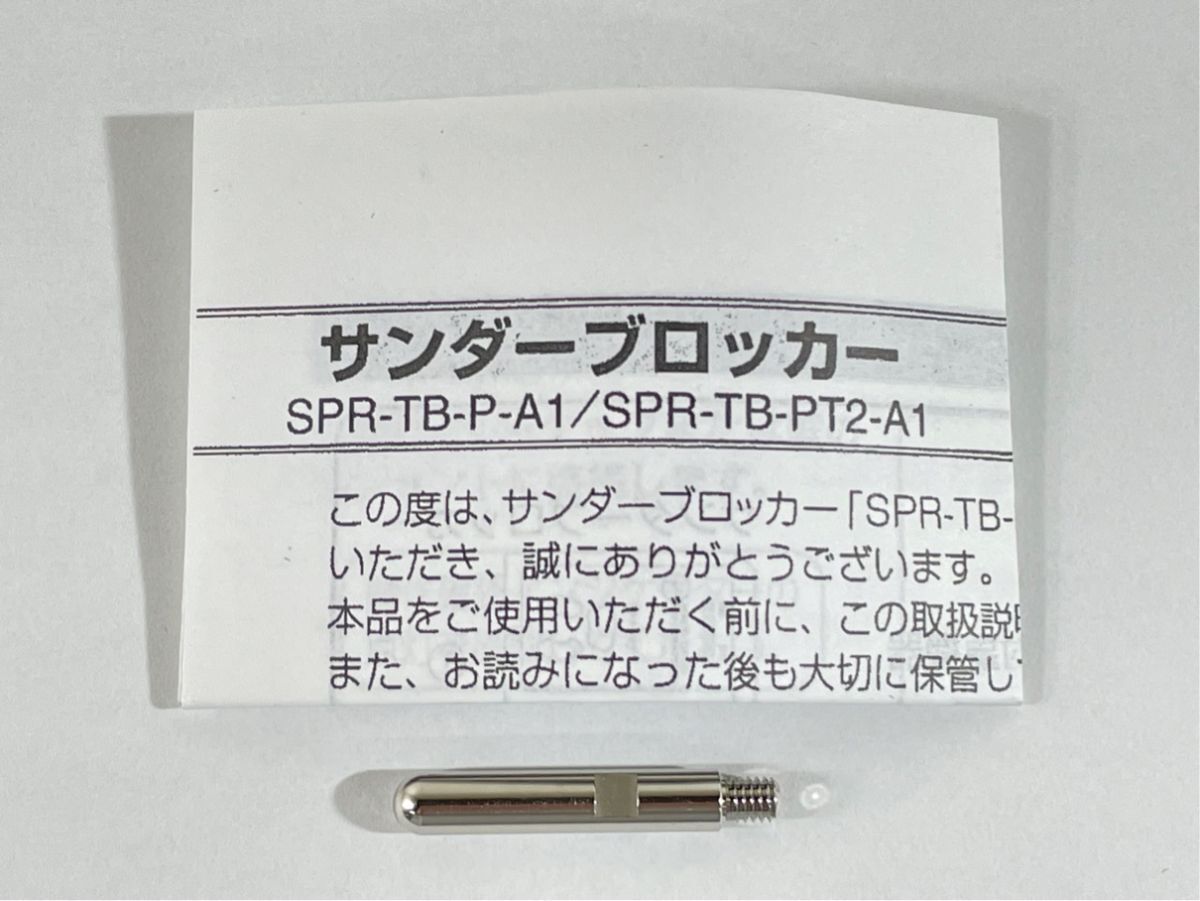 サンダーブロッカー
SPR-TB-P-A1/SPR-TB-PT2-A1
この度は、サンダーブロッカー「SPR-TB-
いただき、誠にありがとうございます。
本品をご使用いただく前に、この取扱説
また、お読みになった後も大切に保管し